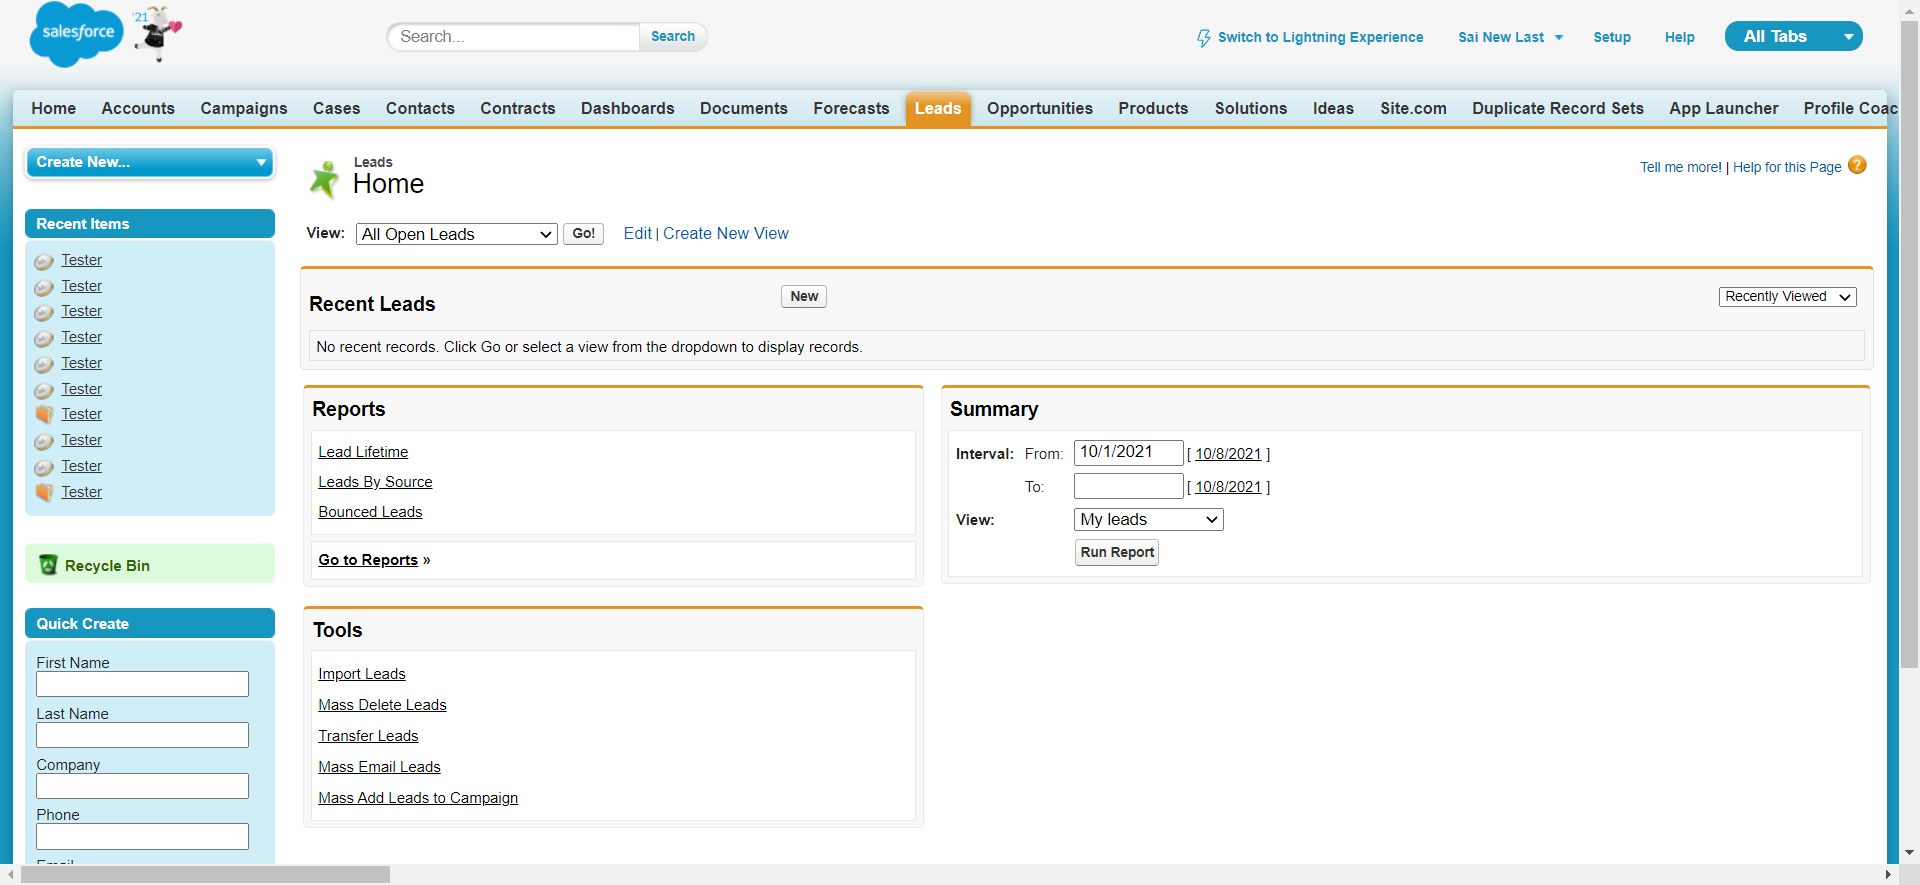 salesforce
'21
Search...
Search
Switch to Lightning Experience
Sai New Last
Setup
Help
All Tabs
Home
Accounts
Campaigns
Cases
Contacts
Contracts
Dashboards
Documents
Forecasts
Leads
Opportunities
Products
Solutions
Ideas
Site.com
Duplicate Record Sets
App Launcher
Profile Coac
Create New...
Recent Items
Tester
Tester
Tester
Tester
Tester
Tester
Tester
Tester
Tester
Tester
Recycle Bin
Quick Create
First Name
Last Name
Company
Phone
Leads
Home
Tell me more! | Help for this Page
View:
All Open Leads
Go!
Edit | Create New View
Recent Leads
New
Recently Viewed
No recent records. Click Go or select a view from the dropdown to display records.
Reports
Lead Lifetime
Leads By Source
Bounced Leads
Go to Reports »
Summary
Interval: From: 10/1/2021 [ 10/8/2021 ]
To: [ 10/8/2021 ]
View: My leads
Run Report
Tools
Import Leads
Mass Delete Leads
Transfer Leads
Mass Email Leads
Mass Add Leads to Campaign